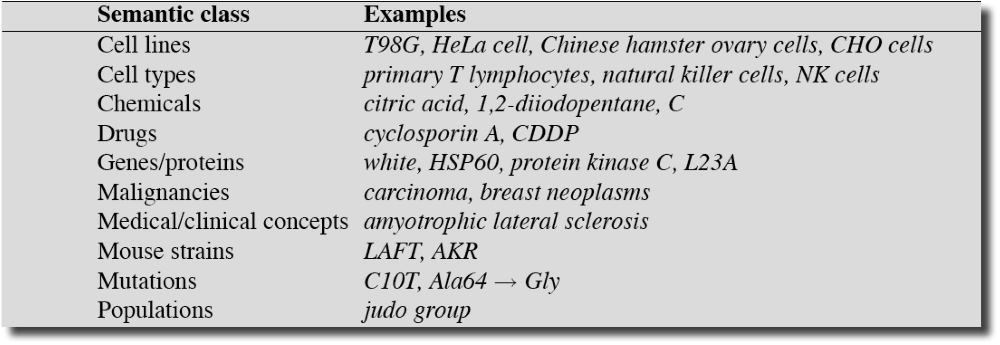 Semantic class Examples
Cell lines T98G, HeLa cell, Chinese hamster ovary cells, CHO cells
Cell types primary T lymphocytes, natural killer cells, NK cells
Chemicals citric acid, 1,2-diiodopentane, C
Drugs cyclosporin A, CDDP
Genes/proteins white, HSP60, protein kinase C, L23A
Malignancies carcinoma, breast neoplasms
Medical/clinical concepts amyotrophic lateral sclerosis
Mouse strains LAFT, AKR
Mutations C10T, Ala64 → Gly
Populations judo group